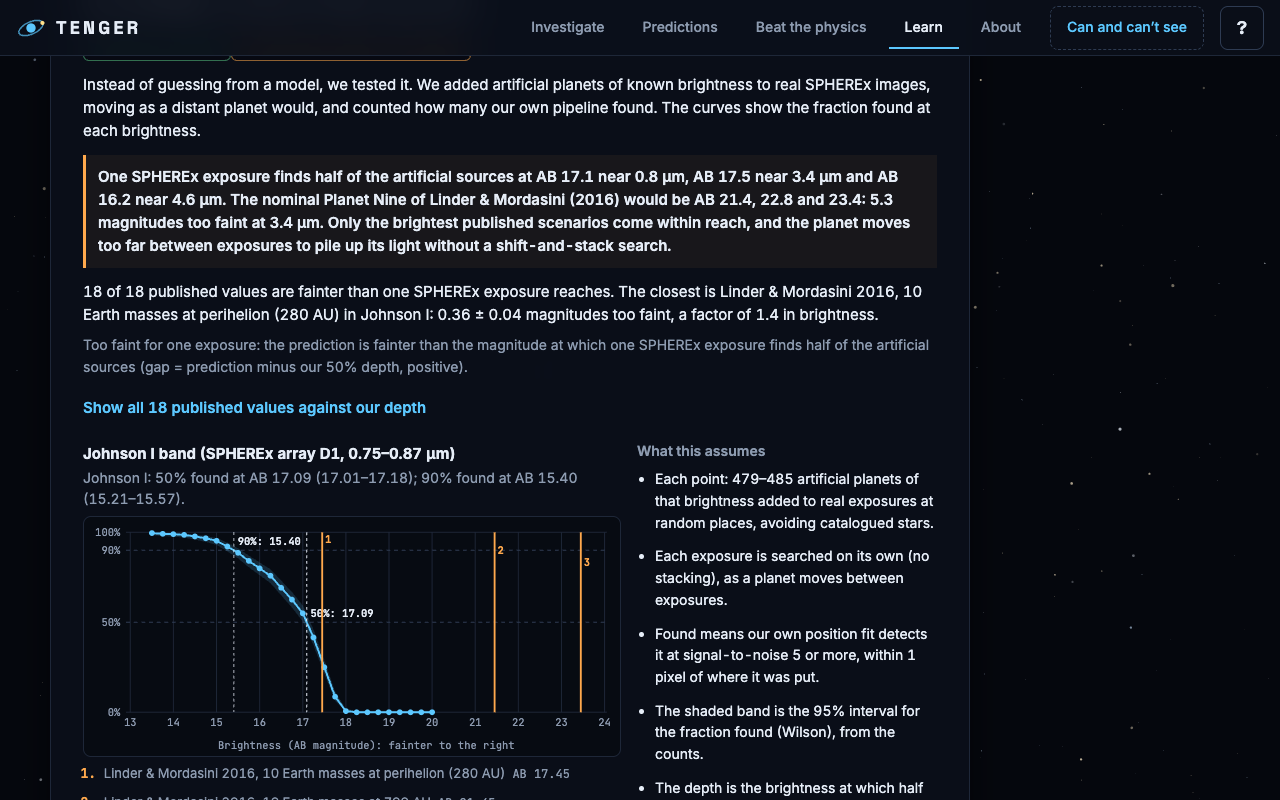 TENGER
Investigate
Predictions
Beat the physics
Learn
About
Can and can't see
?
Instead of guessing from a model, we tested it. We added artificial planets of known brightness to real SPHEREx images,
moving as a distant planet would, and counted how many our own pipeline found. The curves show the fraction found at
each brightness.
One SPHEREx exposure finds half of the artificial sources at AB 17.1 near 0.8 µm, AB 17.5 near 3.4 µm and AB
16.2 near 4.6 µm. The nominal Planet Nine of Linder & Mordasini (2016) would be AB 21.4, 22.8 and 23.4: 5.3
magnitudes too faint at 3.4 µm. Only the brightest published scenarios come within reach, and the planet moves
too far between exposures to pile up its light without a shift-and-stack search.
18 of 18 published values are fainter than one SPHEREx exposure reaches. The closest is Linder & Mordasini 2016, 10
Earth masses at perihelion (280 AU) in Johnson I: 0.36 ± 0.04 magnitudes too faint, a factor of 1.4 in brightness.
Too faint for one exposure: the prediction is fainter than the magnitude at which one SPHEREx exposure finds half of the artificial
sources (gap = prediction minus our 50% depth, positive).
Show all 18 published values against our depth
Johnson I band (SPHEREx array D1, 0.75–0.87 µm)
Johnson I: 50% found at AB 17.09 (17.01–17.18); 90% found at AB 15.40
(15.21–15.57).
100%
90%
50%
0%
90%: 15.40
50%: 17.09
1
2
3
13 14 15 16 17 18 19 20 21 22 23 24
Brightness (AB magnitude): fainter to the right
1. Linder & Mordasini 2016, 10 Earth masses at perihelion (280 AU) AB 17.45
What this assumes
• Each point: 479–485 artificial planets of
that brightness added to real exposures at
random places, avoiding catalogued stars.
• Each exposure is searched on its own (no
stacking), as a planet moves between
exposures.
• Found means our own position fit detects
it at signal-to-noise 5 or more, within 1
pixel of where it was put.
• The shaded band is the 95% interval for
the fraction found (Wilson), from the
counts.
• The depth is the brightness at which half